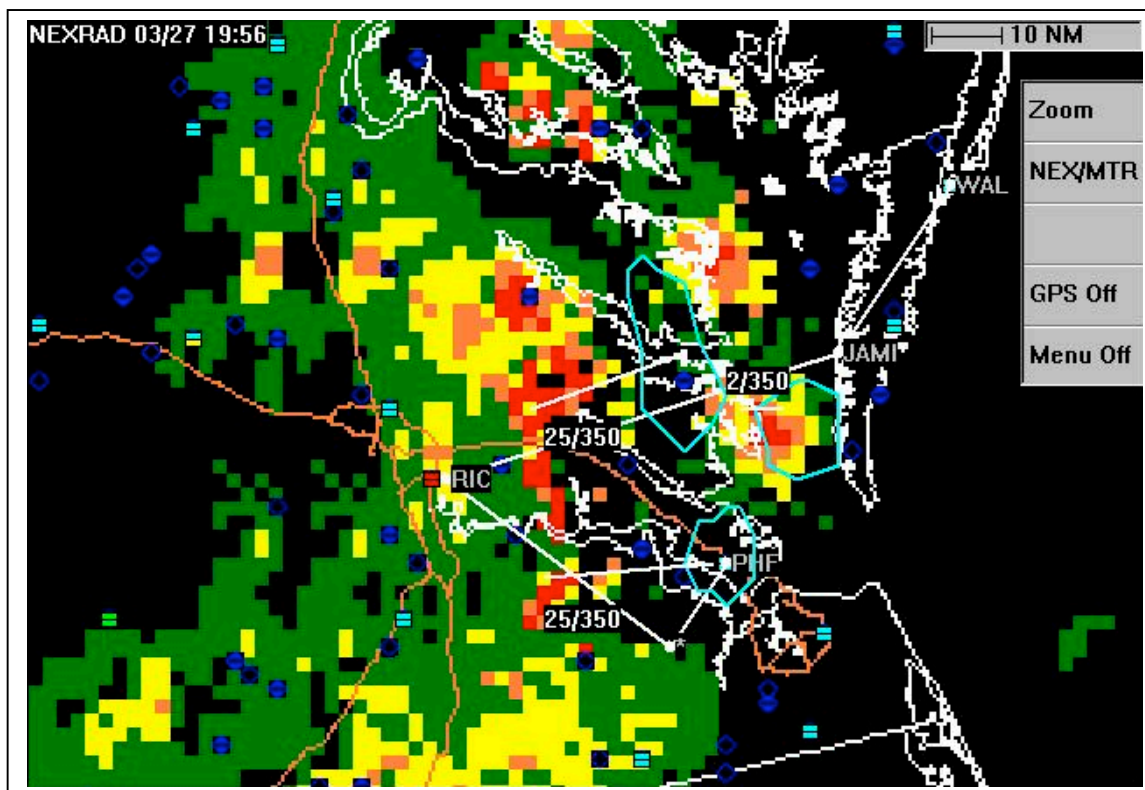 NEXRAD 03/27 19:56
10 NM
Zoom
NEX/MTR
WAL
GPS Off
JAMI
Menu Off
2/350
25/350
RIC
PHF
25/350
*